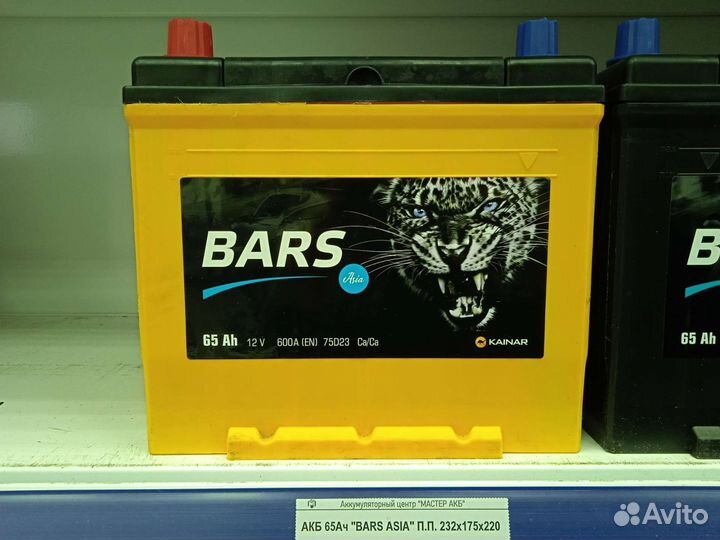 BARS
Asia
65 Ah 12 V 600A (EN) 75D23 Ca/Ca
KAINAR
B
65 Ah
Аккумуляторный центр "МАСТЕР АКБ"
АКБ 65Ач "BARS ASIA" П.П. 232x175x220
Avito